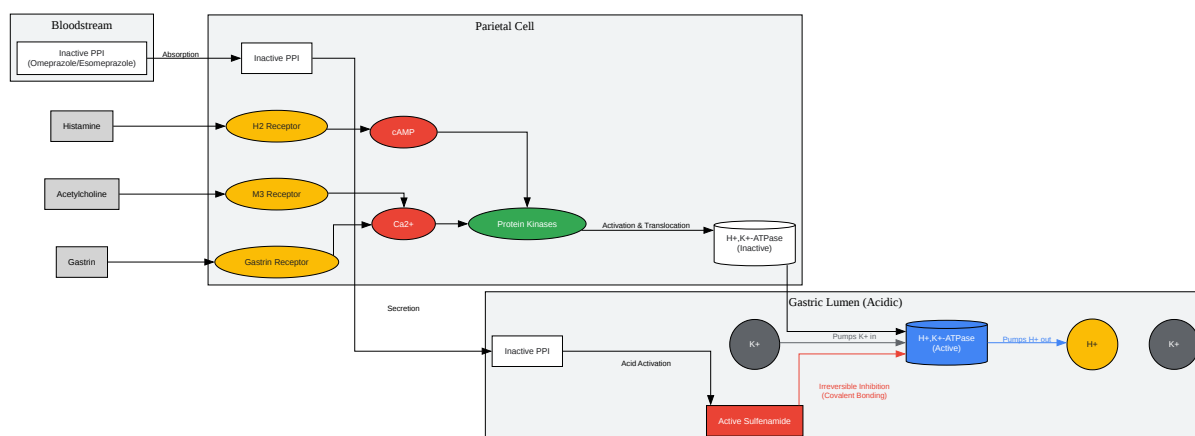 Bloodstream
Inactive PPI
(Omeprazole/Esomeprazole)
Absorption
Parietal Cell
Inactive PPI
Histamine
H2 Receptor
cAMP
Acetylcholine
M3 Receptor
Ca2+
Protein Kinases
Activation & Translocation
H+,K+-ATPase
(Inactive)
Gastrin
Gastrin Receptor
Secretion
Gastric Lumen (Acidic)
Inactive PPI
Acid Activation
K+
Pumps K+ in
H+,K+-ATPase
(Active)
Pumps H+ out
H+
K+
Irreversible Inhibition
(Covalent Bonding)
Active Sulfenamide